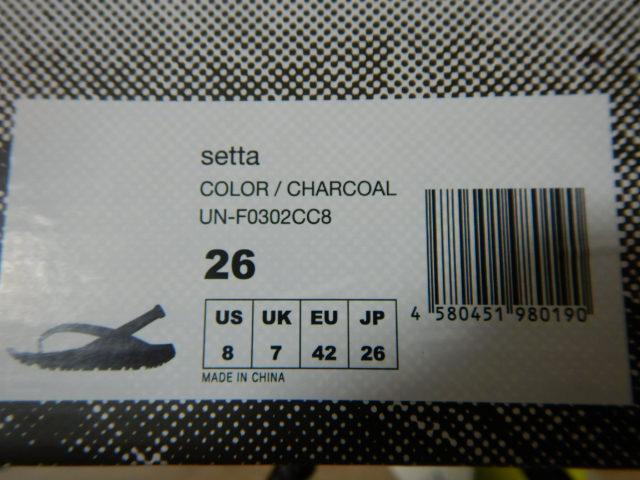 setta
COLOR / CHARCOAL
UN-F0302CC8
26
US UK EU JP
8 7 42 26
MADE IN CHINA
4 580451 980190